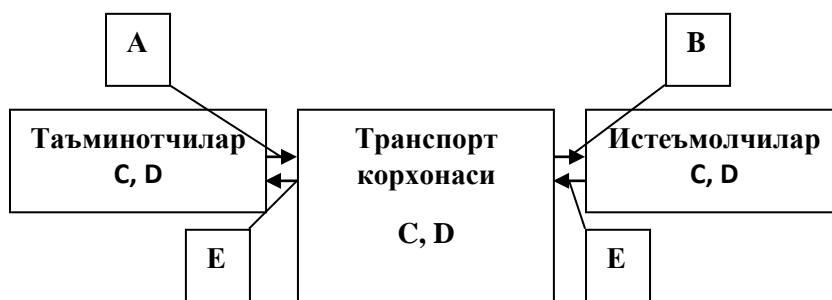 А
В
Таъминотчилар
C, D
Транспорт
корхонаси
C, D
Истеъмолчилар
C, D
Е
Е